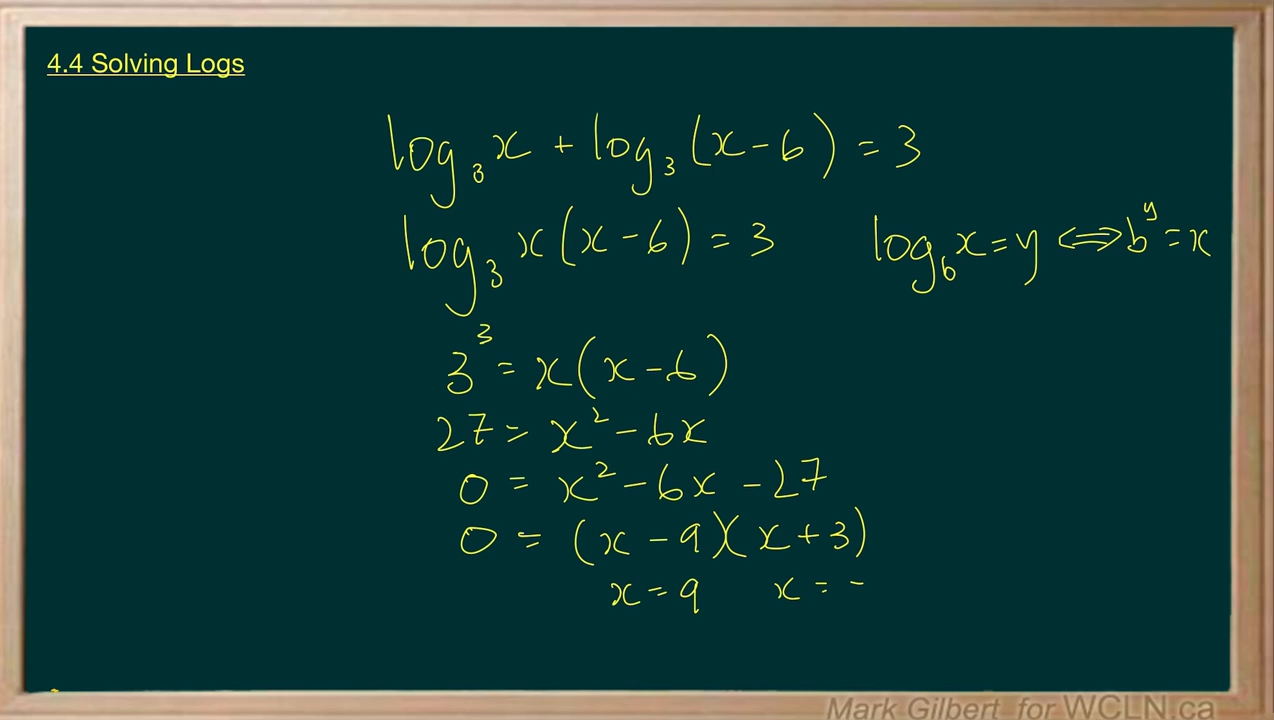 4.4 Solving Logs
log₃x + log₃(x-6) = 3
log₃x(x-6) = 3
log_b x = y ⟺ b^y = x
3³ = x(x-6)
27 = x² - 6x
0 = x² - 6x - 27
0 = (x - 9)(x + 3)
x = 9 x = -
Mark Gilbert for WCLN.ca